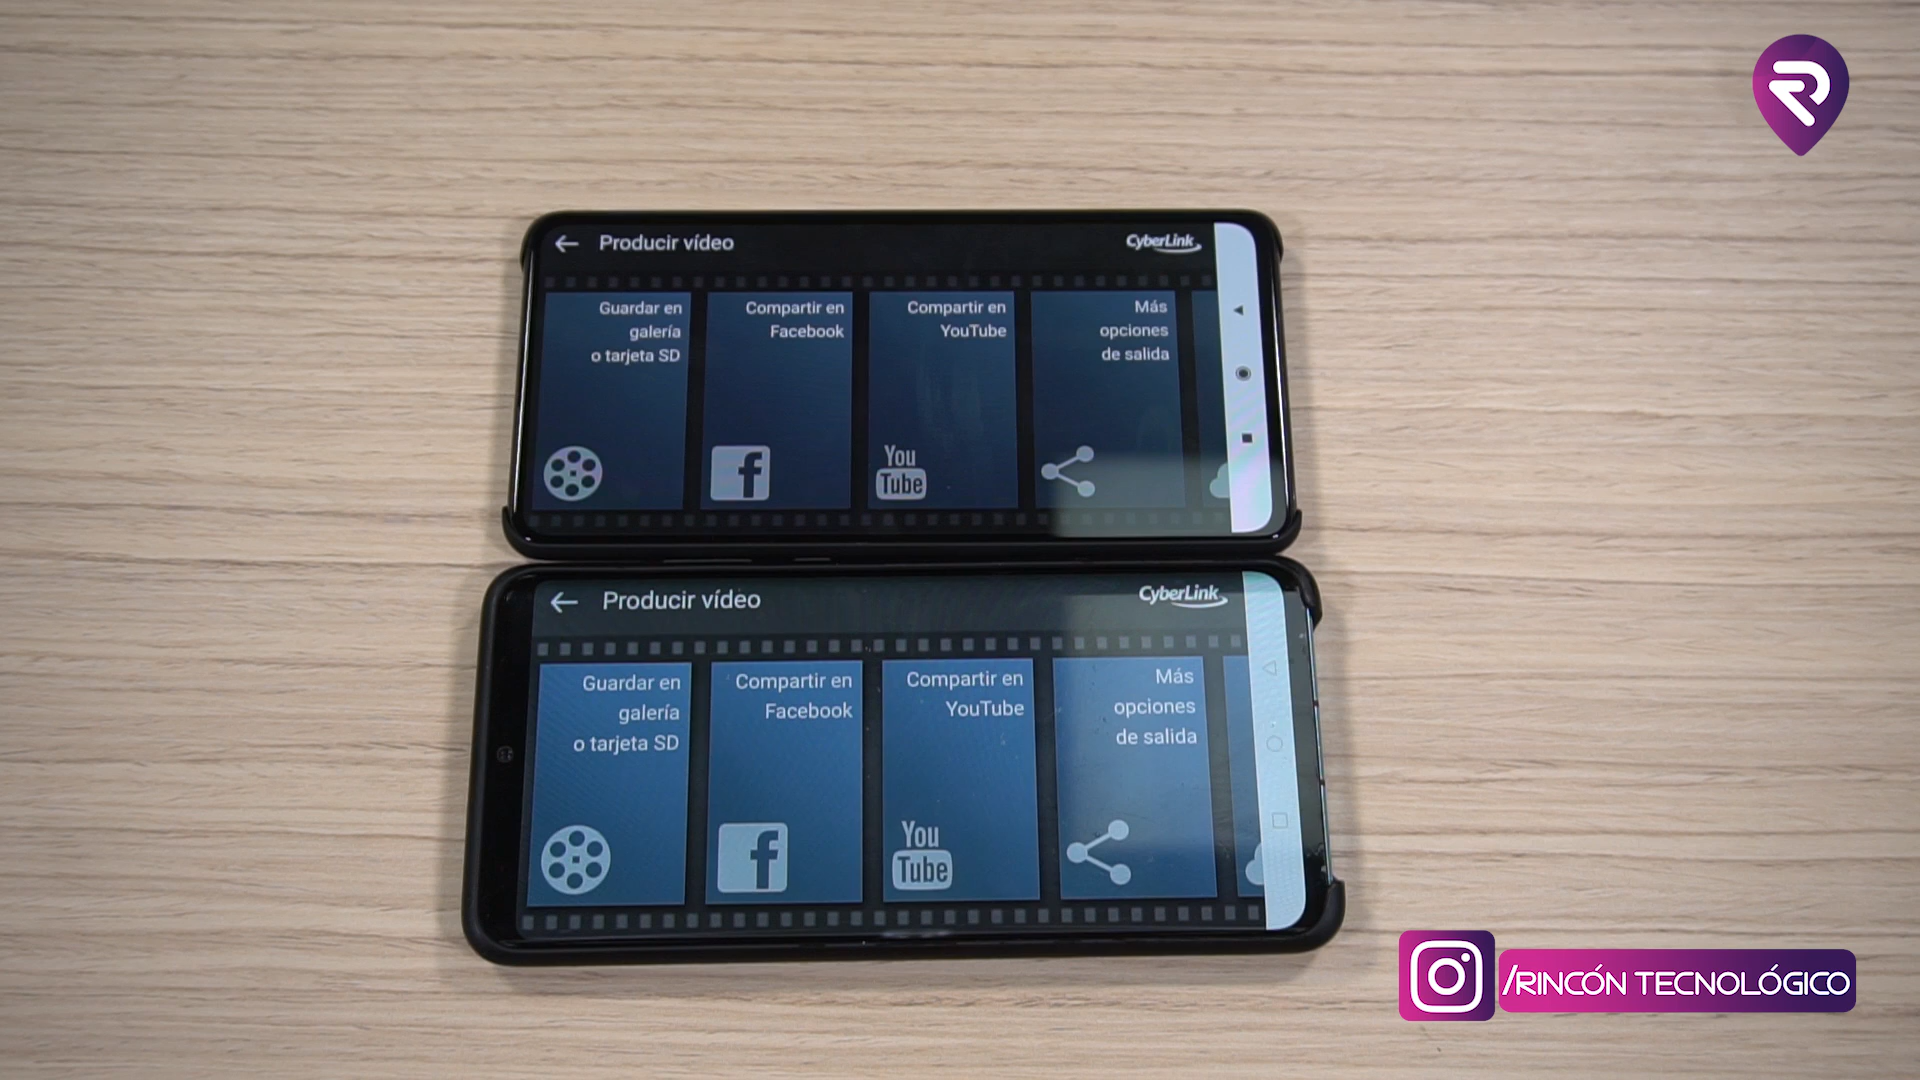 Producir vídeo
CyberLink
Guardar en
galería
o tarjeta SD
Compartir en
Facebook
Compartir en
YouTube
Más
opciones
de salida
You
Tube
Producir vídeo
CyberLink
Guardar en
galería
o tarjeta SD
Compartir en
Facebook
Compartir en
YouTube
Más
opciones
de salida
You
Tube
/RINCÓN TECNOLÓGICO